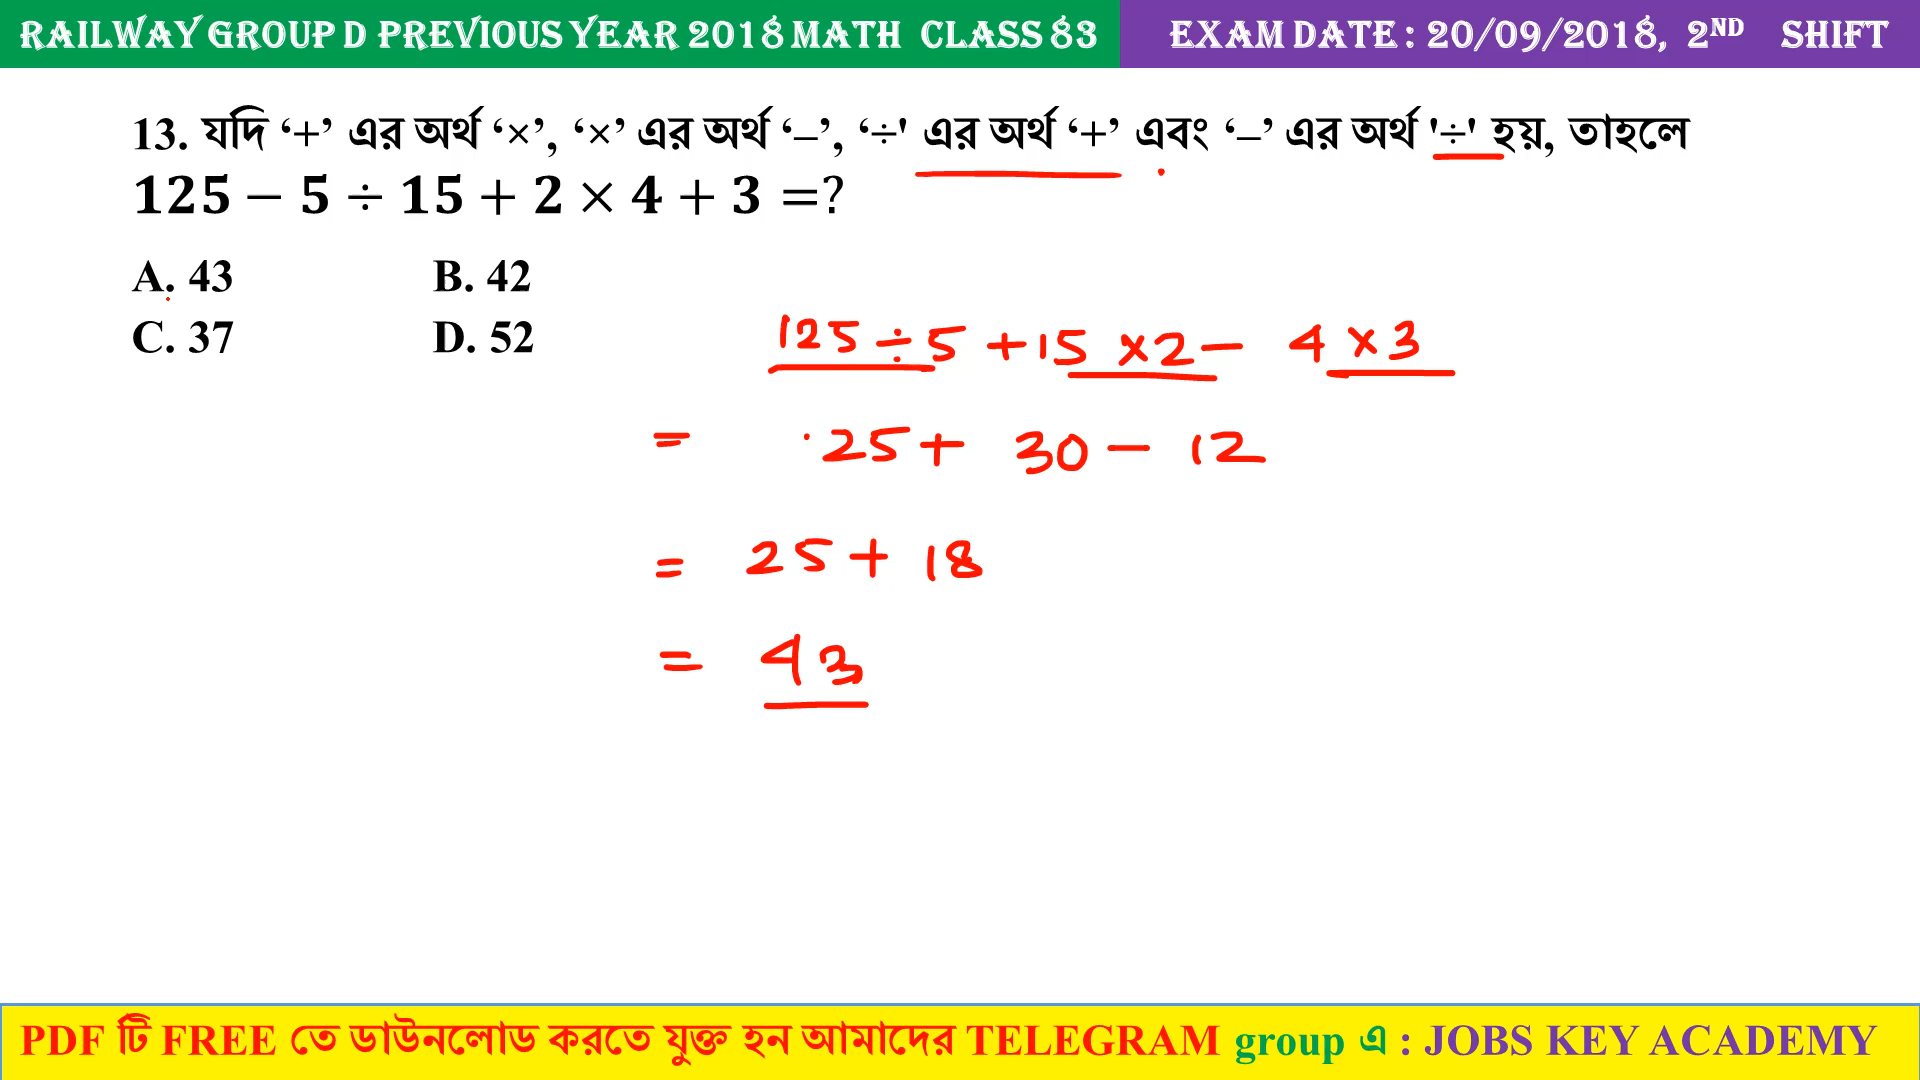 RAILWAY GROUP D PREVIOUS YEAR 2018 MATH CLASS 83 EXAM DATE : 20/09/2018, 2ND SHIFT
13. যদি ‘+’ এর অর্থ ‘×’, ‘×’ এর অর্থ ‘–’, ‘÷' এর অর্থ ‘+’ এবং ‘–’ এর অর্থ '÷' হয়, তাহলে
125 − 5 ÷ 15 + 2 × 4 + 3 =?
A. 43 B. 42
C. 37 D. 52
125 ÷ 5 + 15 × 2 − 4 × 3
= 25 + 30 − 12
= 25 + 18
= 43
PDF টি FREE তে ডাউনলোড করতে যুক্ত হন আমাদের TELEGRAM group এ : JOBS KEY ACADEMY